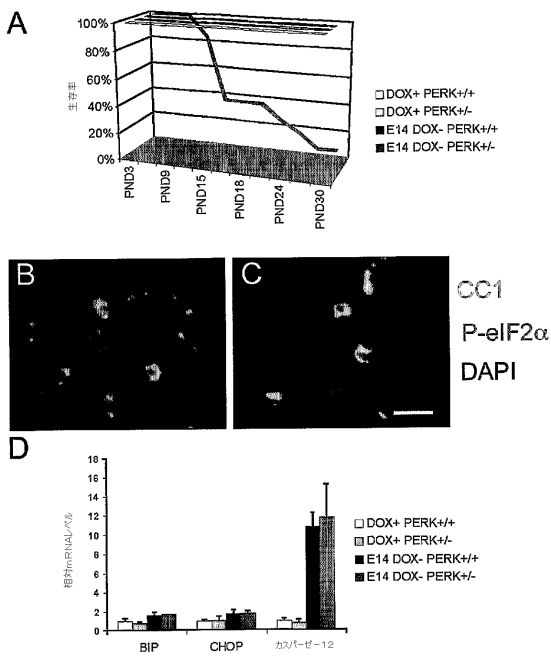 A
100%
80%
60%
40%
20%
0%
生存率
PND3
PND9
PND15
PND18
PND24
PND30
DOX+ PERK+/+
DOX+ PERK+/-
E14 DOX- PERK+/+
E14 DOX- PERK+/-
B
C
CC1
P-eIF2α
DAPI
D
18
16
14
12
10
8
6
4
2
0
相対mRNAレベル
BIP
CHOP
カスパーゼ-12
DOX+ PERK+/+
DOX+ PERK+/-
E14 DOX- PERK+/+
E14 DOX- PERK+/-